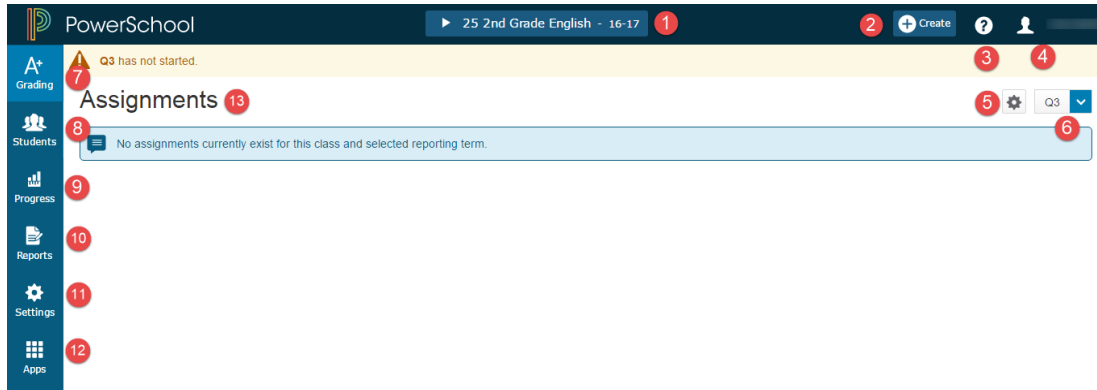 PowerSchool
25 2nd Grade English - 16-17 1
2 Create
3
4
A+
Grading
7
Q3 has not started.
Assignments 13
5 Q3
6
8
Students
No assignments currently exist for this class and selected reporting term.
Progress 9
Reports 10
Settings 11
Apps 12